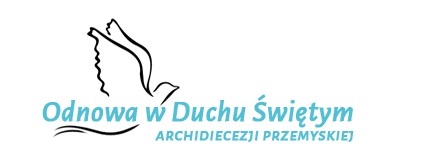 Odnowa w Duchu Świętym
ARCHIDIECEZJI PRZEMYSKIEJ